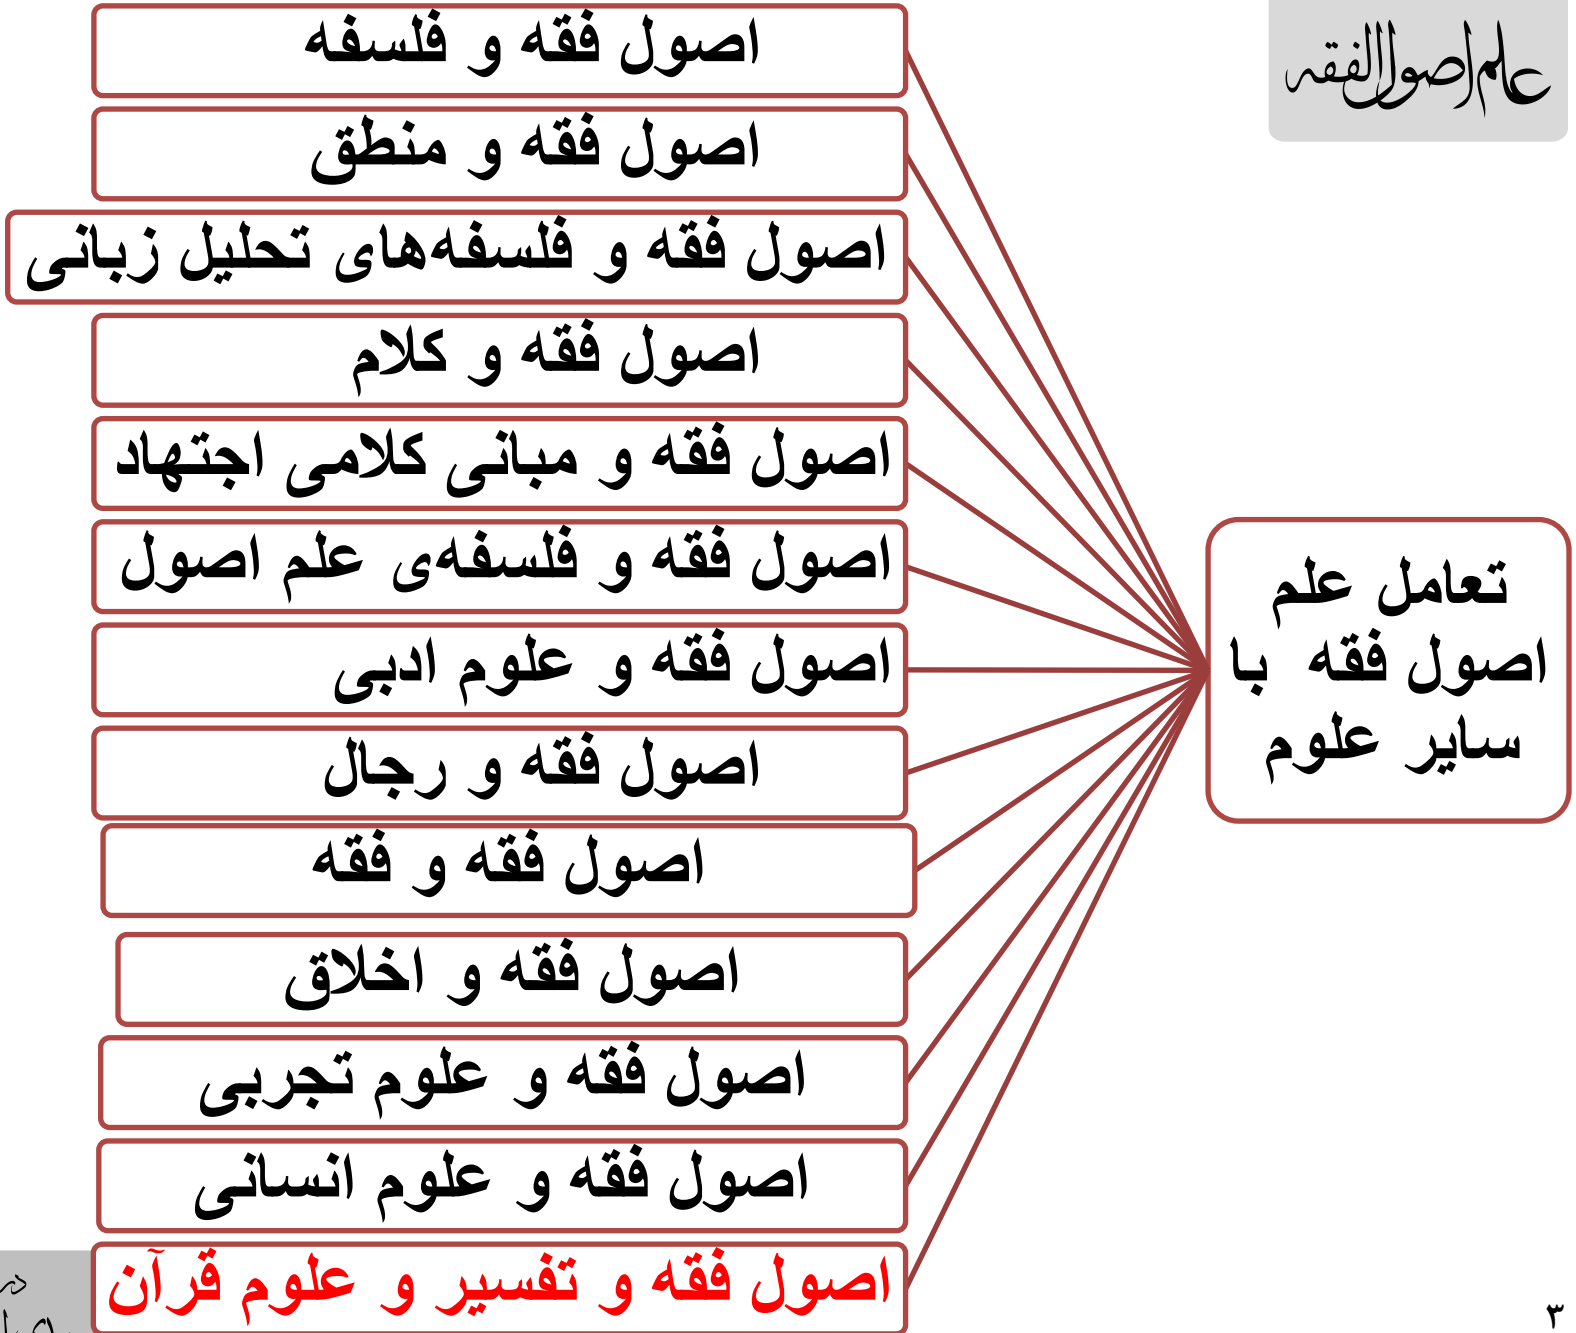 علم اصول الفقه
تعامل علم
اصول فقه با
سایر علوم
اصول فقه و فلسفه
اصول فقه و منطق
اصول فقه و فلسفه‌های تحلیل زبانی
اصول فقه و کلام
اصول فقه و مبانی کلامی اجتهاد
اصول فقه و فلسفه‌ی علم اصول
اصول فقه و علوم ادبی
اصول فقه و رجال
اصول فقه و فقه
اصول فقه و اخلاق
اصول فقه و علوم تجربی
اصول فقه و علوم انسانی
اصول فقه و تفسیر و علوم قرآن
۳